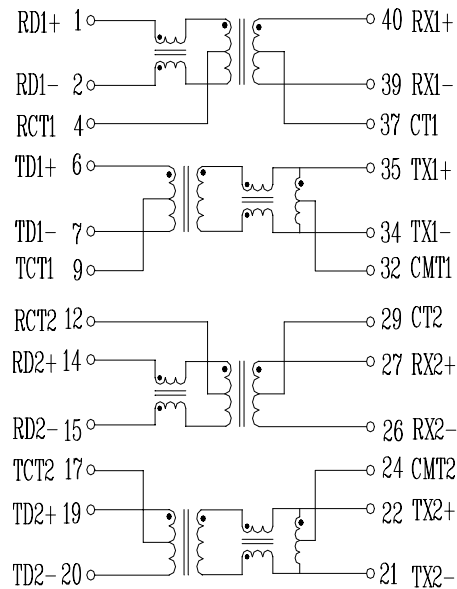 RD1+ 1 40 RX1+
RD1- 2 39 RX1-
RCT1 4 37 CT1
TD1+ 6 35 TX1+
TD1- 7 34 TX1-
TCT1 9 32 CMT1
RCT2 12 29 CT2
RD2+ 14 27 RX2+
RD2- 15 26 RX2-
TCT2 17 24 CMT2
TD2+ 19 22 TX2+
TD2- 20 21 TX2-